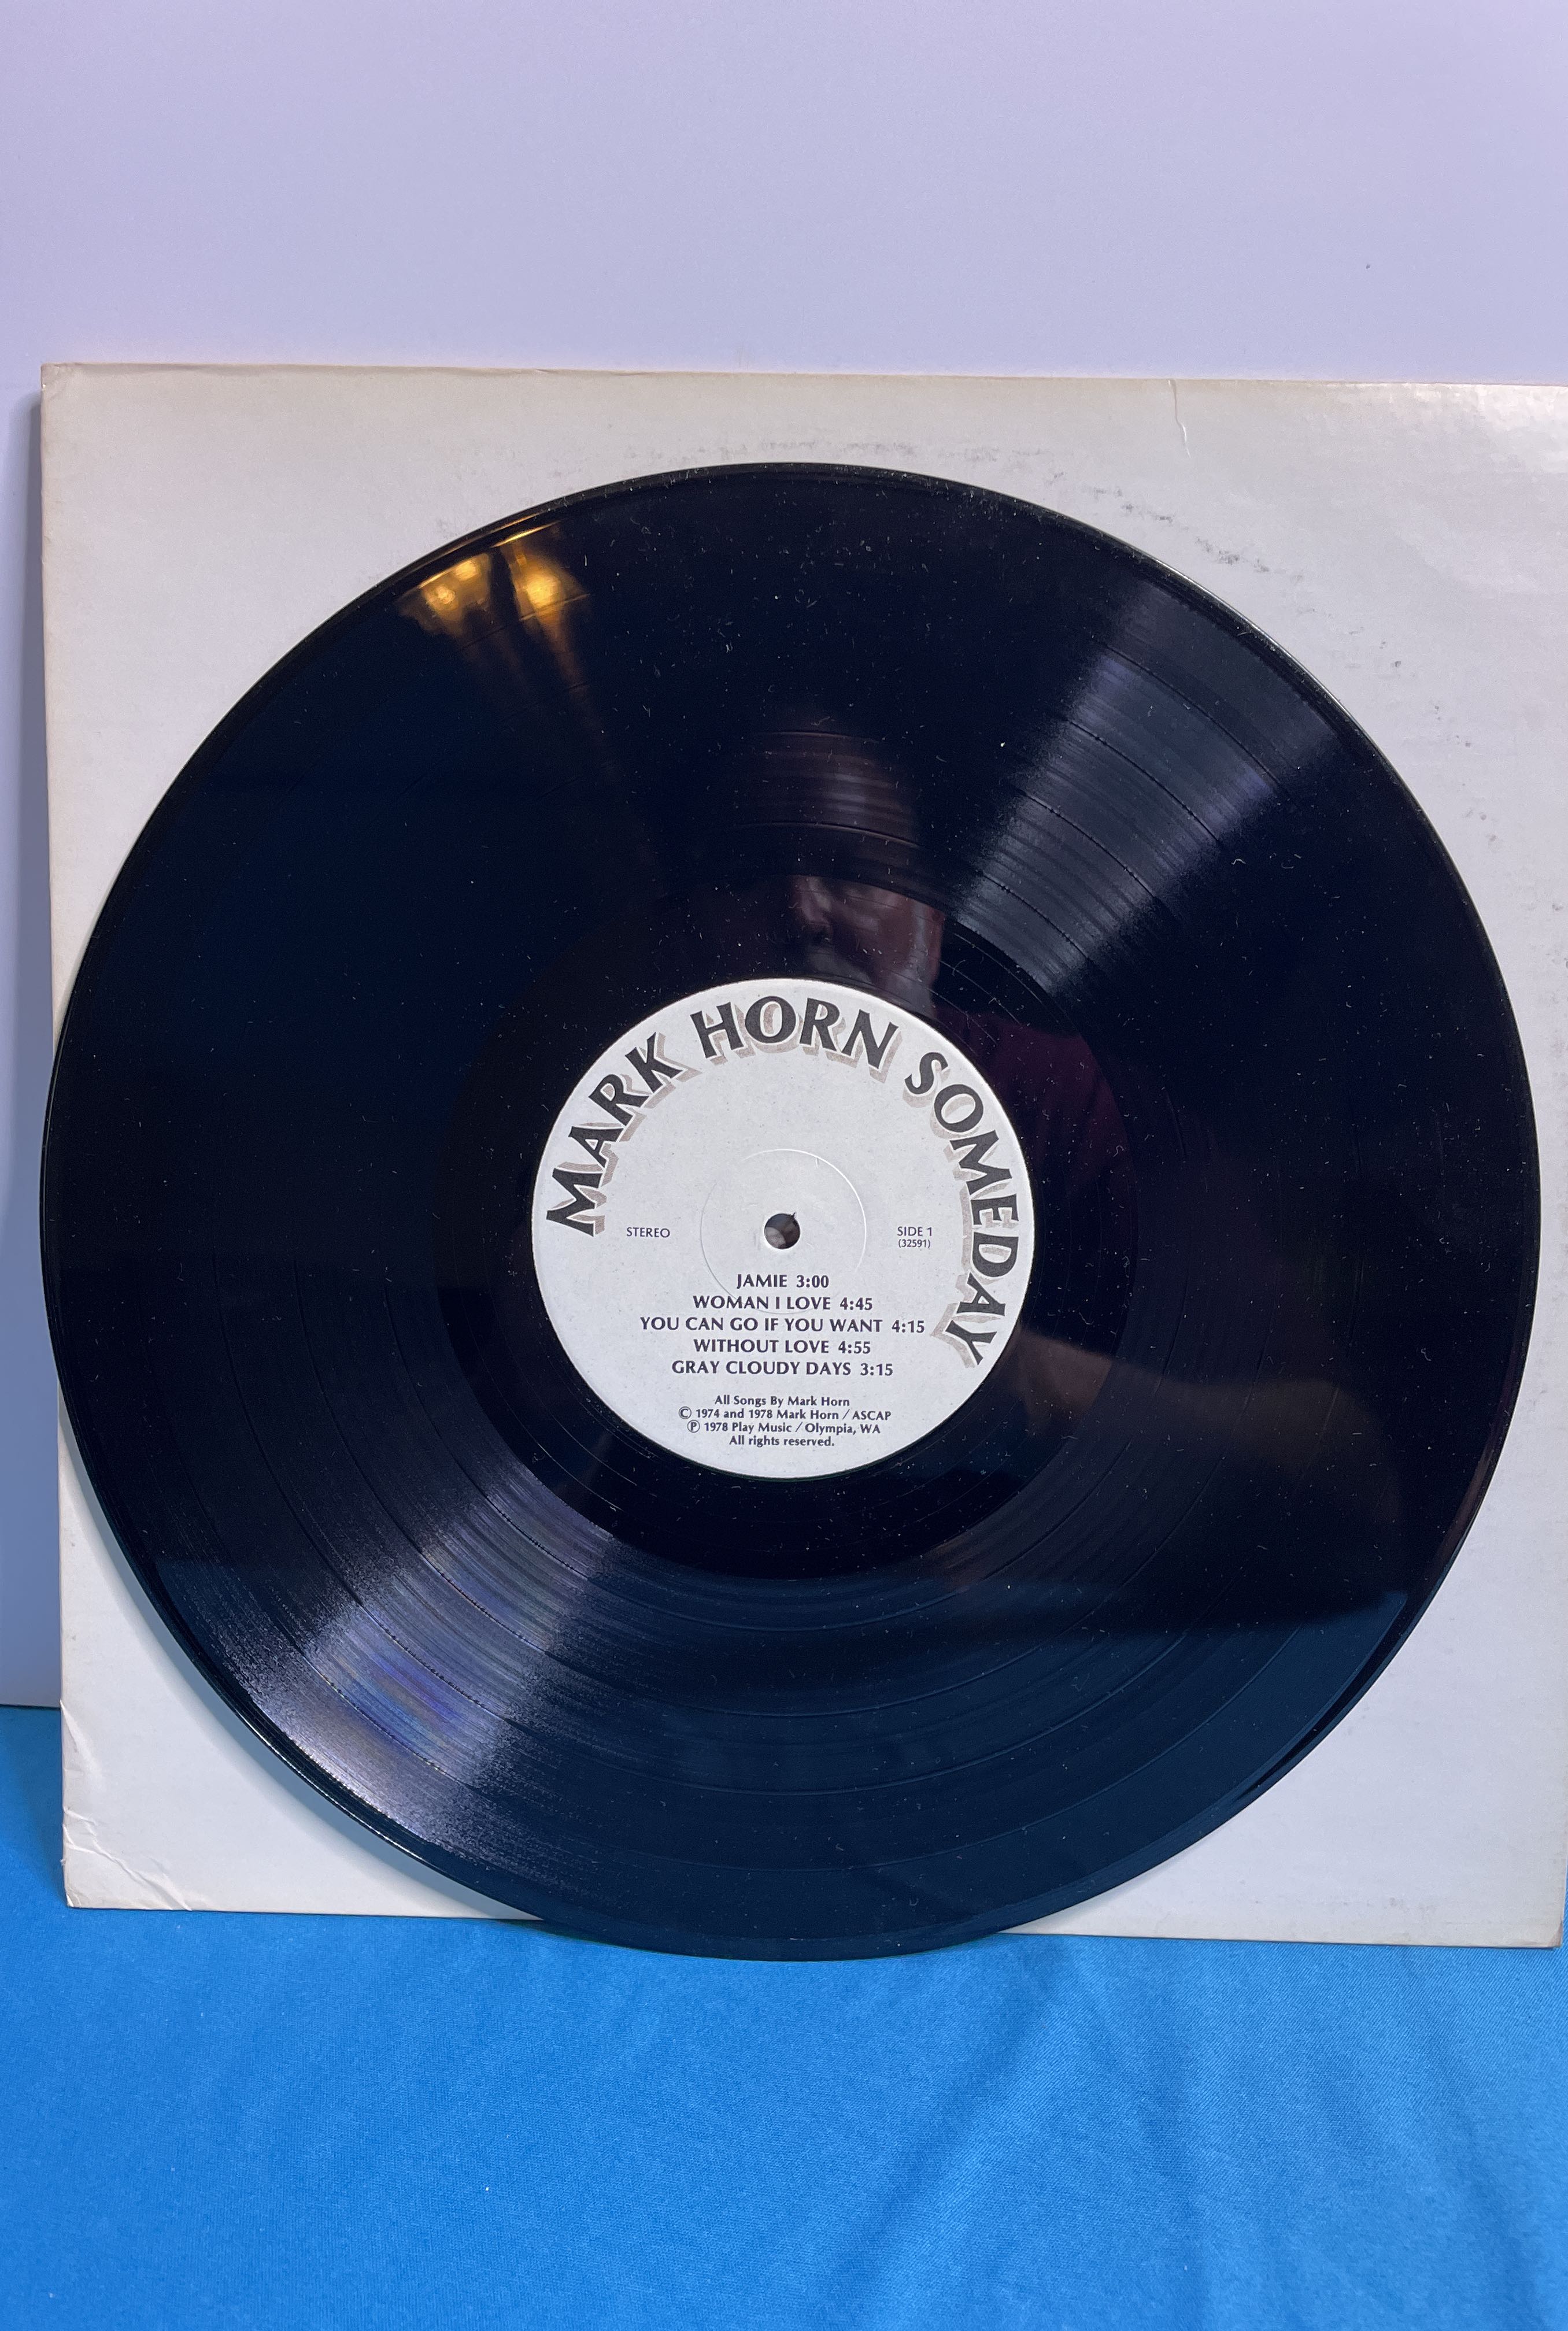 MARK HORN SOMEDAY
STEREO
SIDE 1
(32591)
JAMIE 3:00
WOMAN I LOVE 4:45
YOU CAN GO IF YOU WANT 4:15
WITHOUT LOVE 4:55
GRAY CLOUDY DAYS 3:15
All Songs By Mark Horn
© 1974 and 1978 Mark Horn / ASCAP
℗ 1978 Play Music / Olympia, WA
All rights reserved.